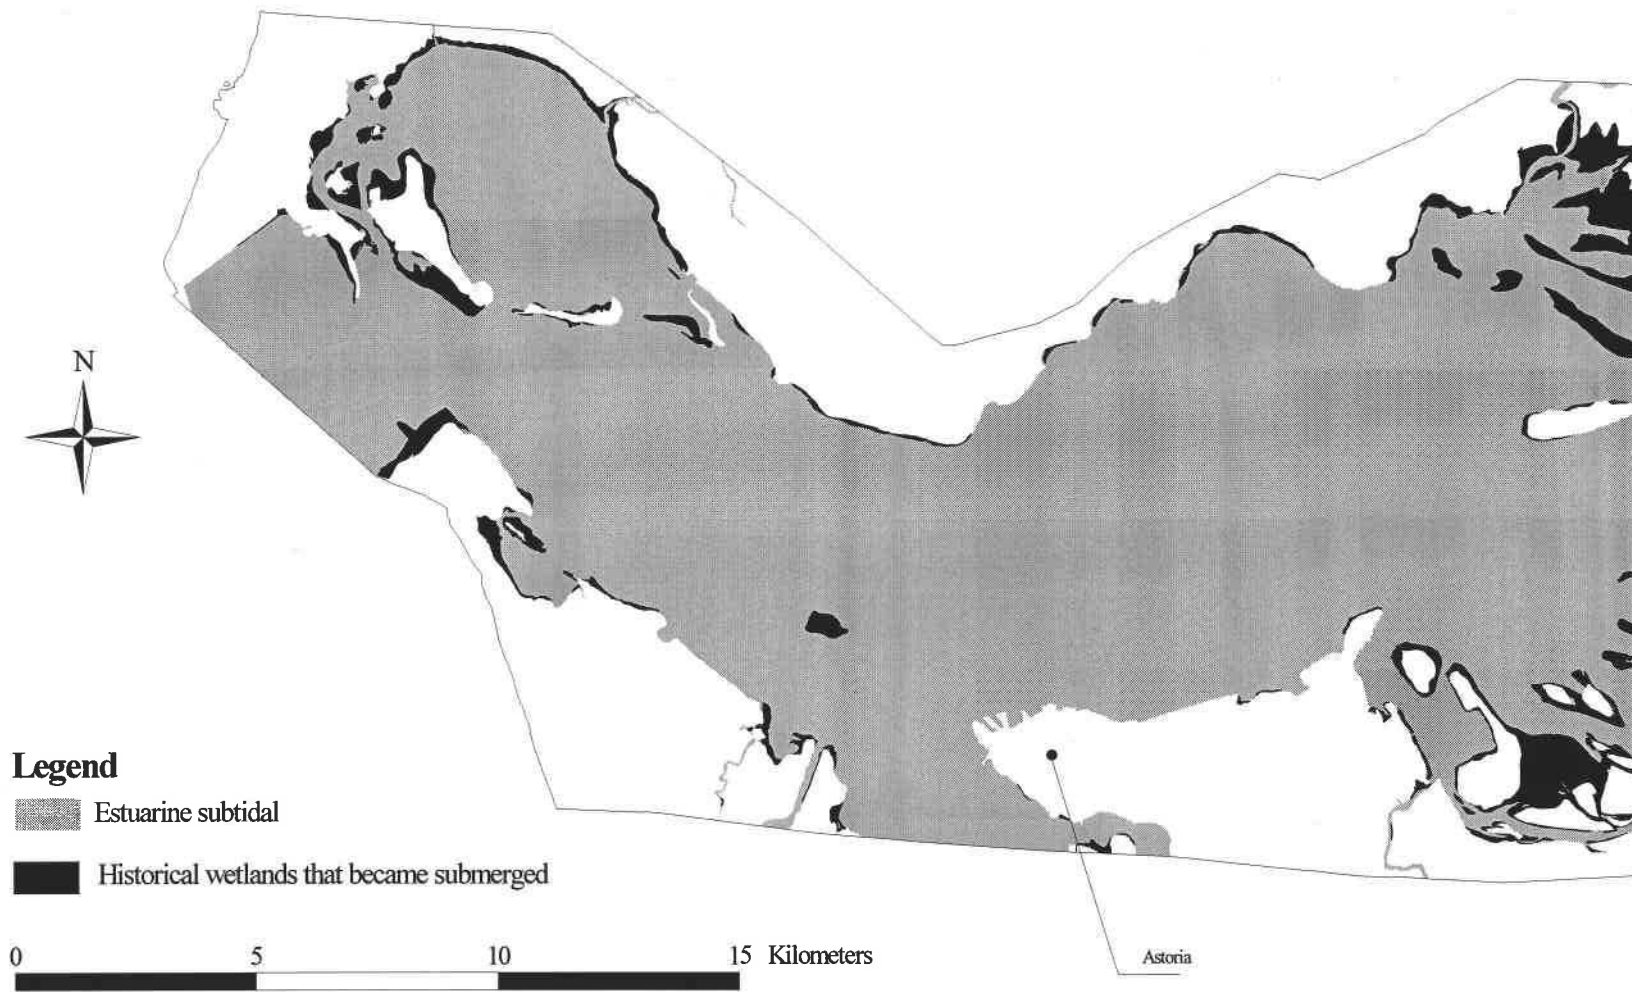 N
Legend
Estuarine subtidal
Historical wetlands that became submerged
0 5 10 15 Kilometers
Astoria